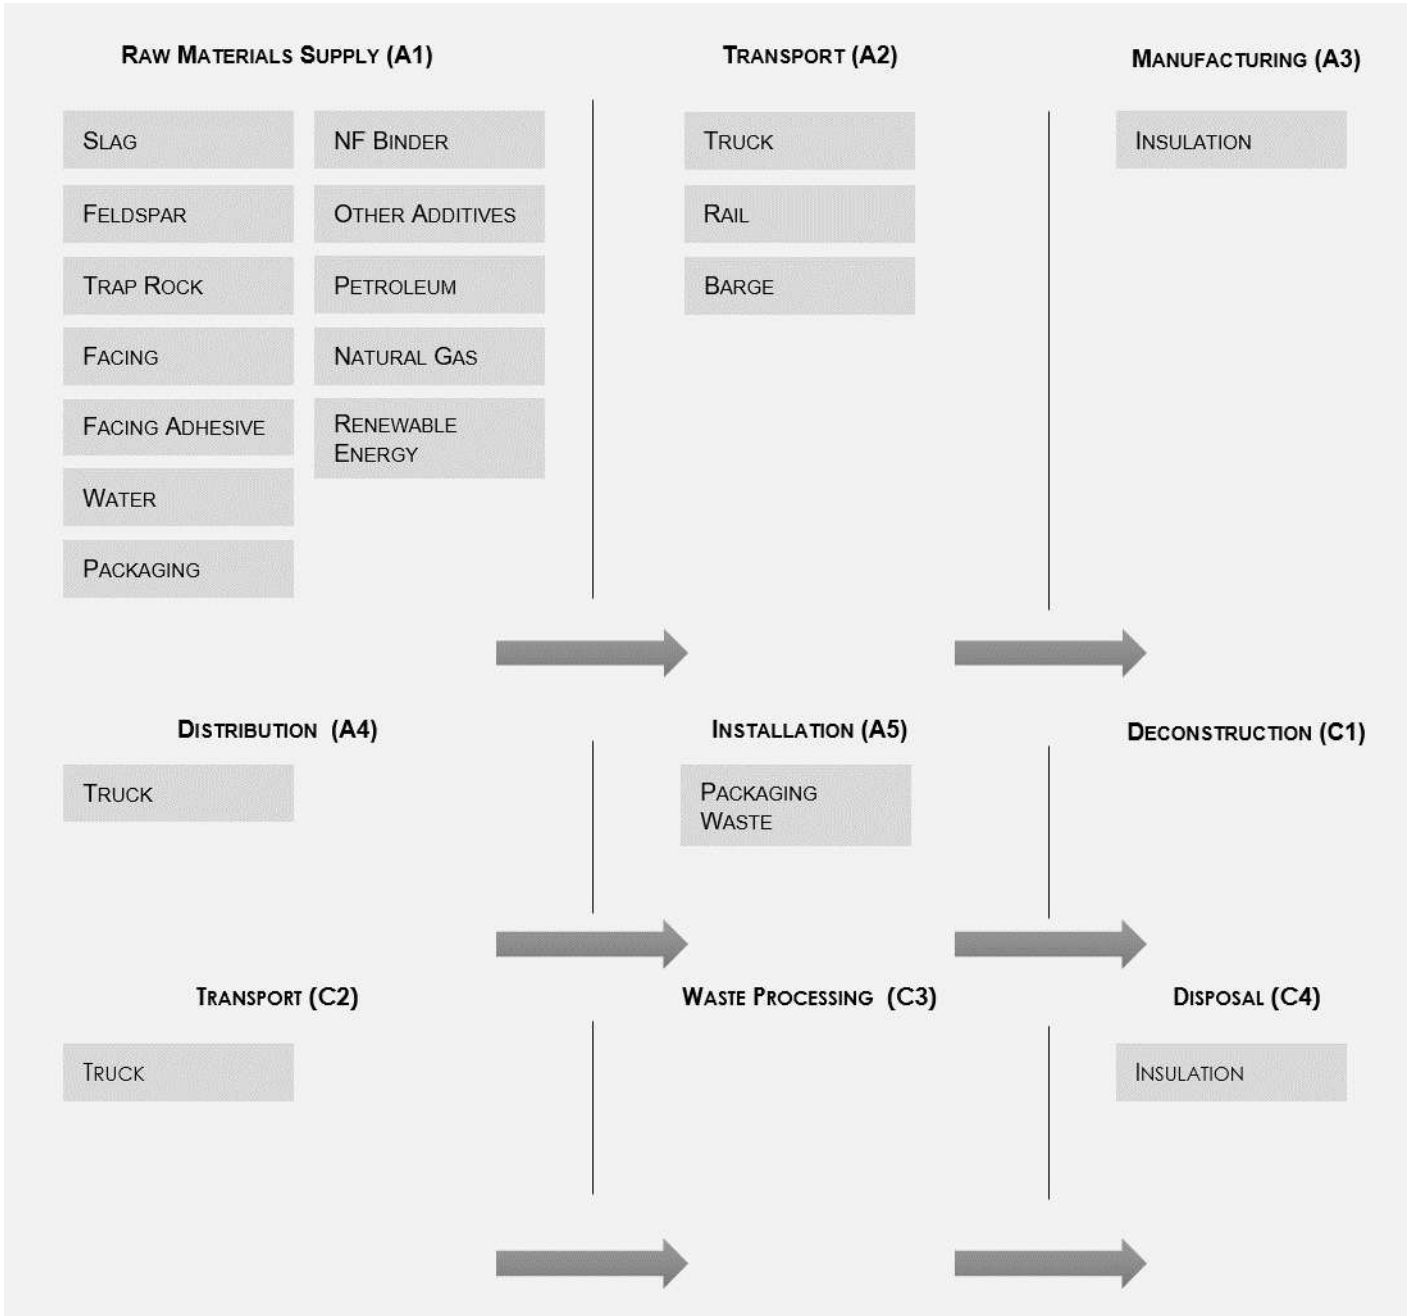 RAW MATERIALS SUPPLY (A1)
SLAG
FELDSPAR
TRAP ROCK
FACING
FACING ADHESIVE
WATER
PACKAGING
NF BINDER
OTHER ADDITIVES
PETROLEUM
NATURAL GAS
RENEWABLE
ENERGY
TRANSPORT (A2)
TRUCK
RAIL
BARGE
MANUFACTURING (A3)
INSULATION
DISTRIBUTION (A4)
TRUCK
INSTALLATION (A5)
PACKAGING
WASTE
DECONSTRUCTION (C1)
TRANSPORT (C2)
TRUCK
WASTE PROCESSING (C3)
DISPOSAL (C4)
INSULATION